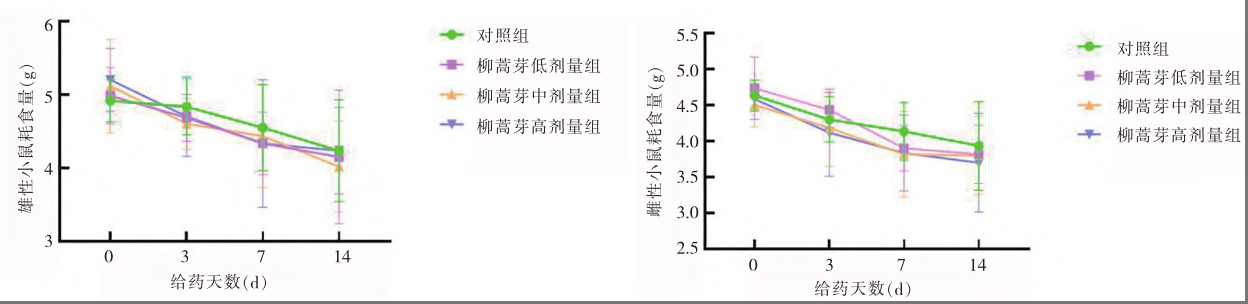 6
5
4
3
0
3
7
14
雄性小鼠耗食量(g)
给药天数(d)
对照组
柳蒿芽低剂量组
柳蒿芽中剂量组
柳蒿芽高剂量组
5.5
5.0
4.5
4.0
3.5
3.0
2.5
0
3
7
14
雌性小鼠耗食量(g)
给药天数(d)
对照组
柳蒿芽低剂量组
柳蒿芽中剂量组
柳蒿芽高剂量组